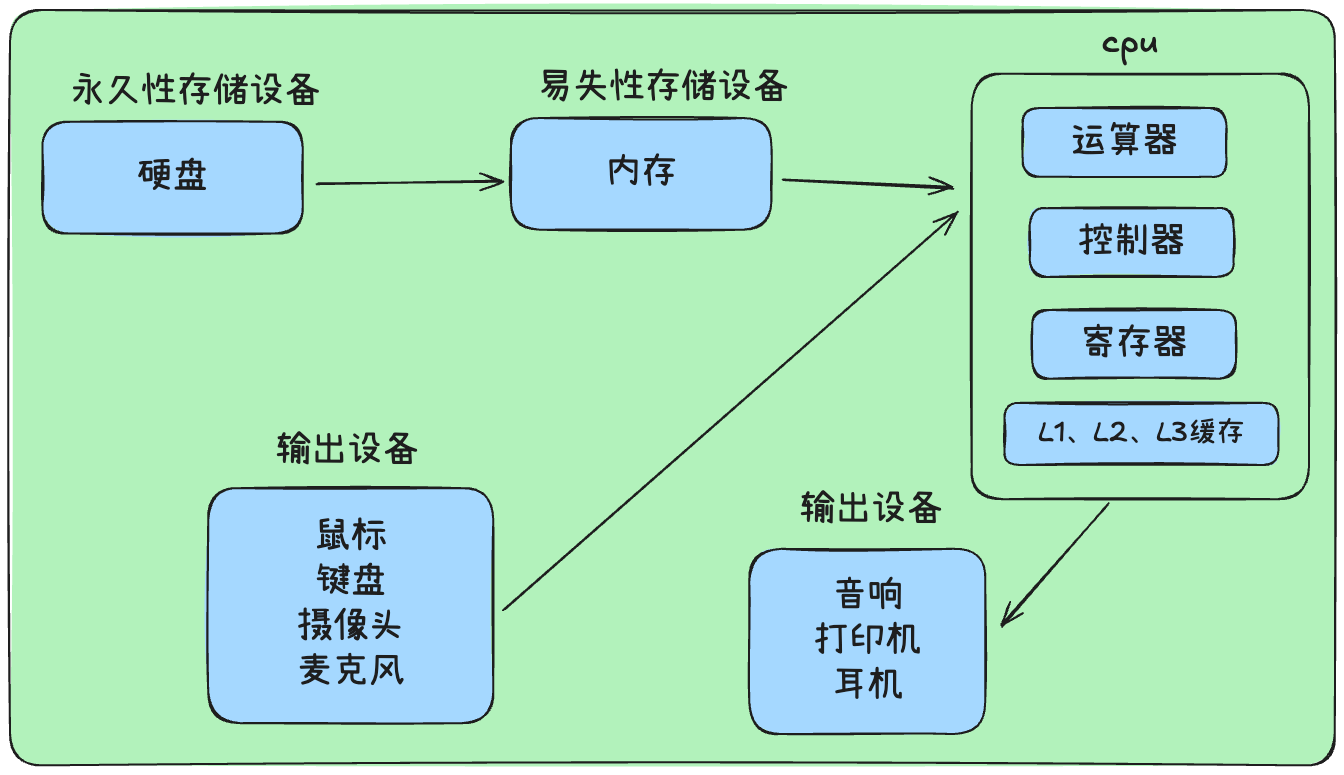 永久性存储设备
硬盘
易失性存储设备
内存
cpu
运算器
控制器
寄存器
L1、L2、L3缓存
输出设备
鼠标
键盘
摄像头
麦克风
输出设备
音响
打印机
耳机